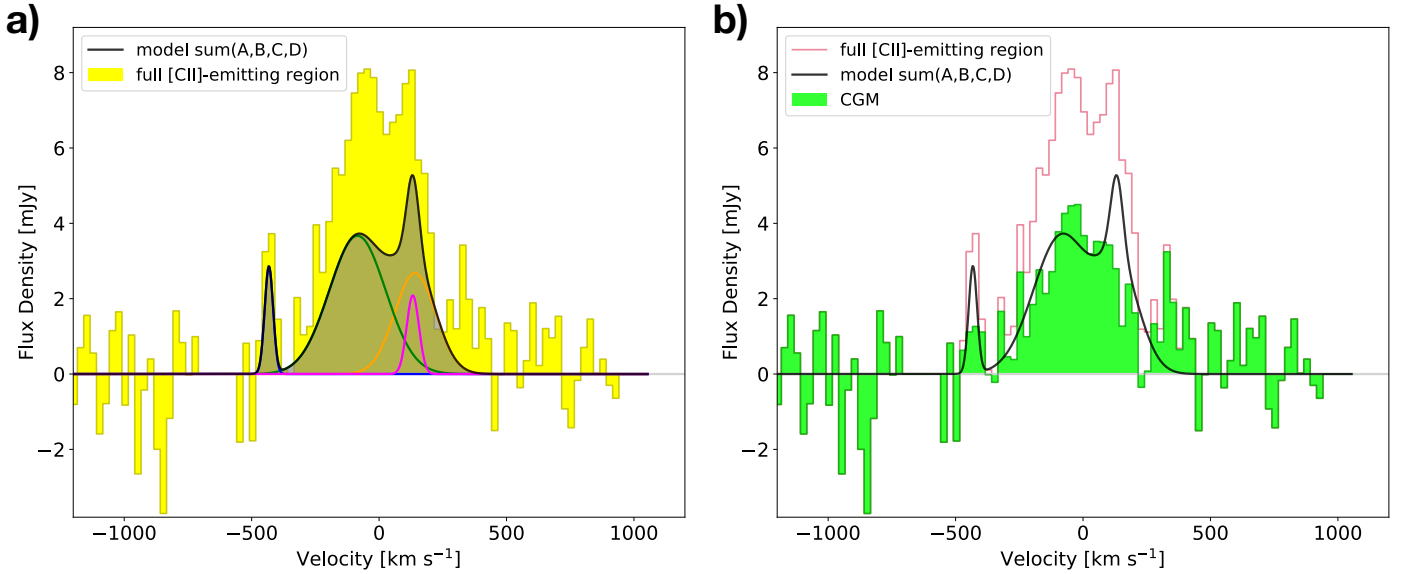 a)
model sum(A,B,C,D)
full [CII]-emitting region
Flux Density [mJy]
8
6
4
2
0
−2
−1000 −500 0 500 1000
Velocity [km s⁻¹]
b)
full [CII]-emitting region
model sum(A,B,C,D)
CGM
Flux Density [mJy]
8
6
4
2
0
−2
−1000 −500 0 500 1000
Velocity [km s⁻¹]